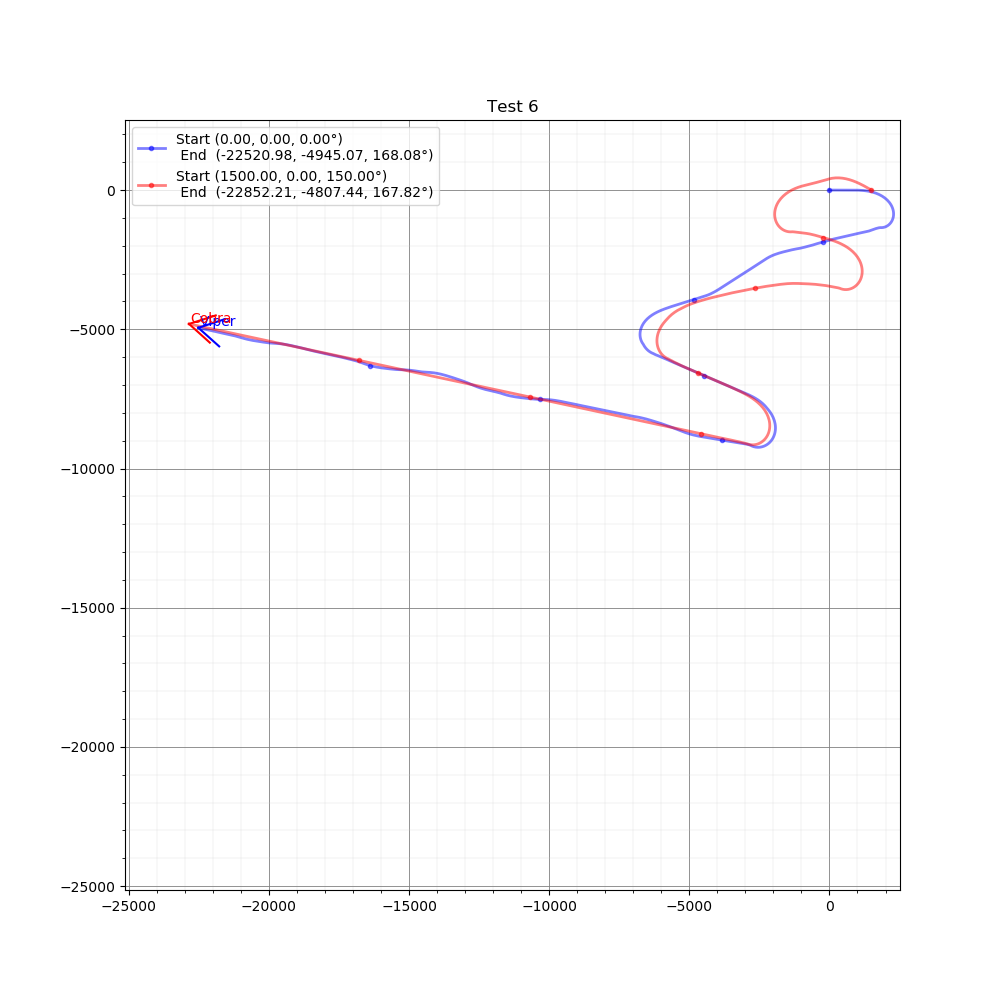 Test 6
Start (0.00, 0.00, 0.00°)
End  (-22520.98, -4945.07, 168.08°)
Start (1500.00, 0.00, 150.00°)
End  (-22852.21, -4807.44, 167.82°)
0
Cobra
Viper
−5000
−10000
−15000
−20000
−25000
−25000 −20000 −15000 −10000 −5000 0